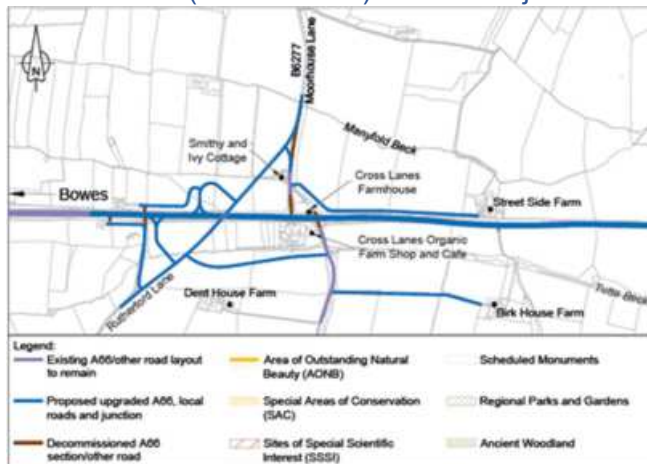 N
B6277
Moorhouse Lane
Manyfold Beck
Smithy and
Ivy Cottage
Cross Lanes
Farmhouse
Bowes
Street Side Farm
Cross Lanes Organic
Farm Shop and Cafe
Rutherford Lane
Dent House Farm
Tutta Beck
Birk House Farm
Legend:
Existing A66/other road layout
to remain
Area of Outstanding Natural
Beauty (AONB)
Scheduled Monuments
Proposed upgraded A66, local
roads and junction
Special Areas of Conservation
(SAC)
Regional Parks and Gardens
Decommissioned A66
section/other road
Sites of Special Scientific
Interest (SSSI)
Ancient Woodland